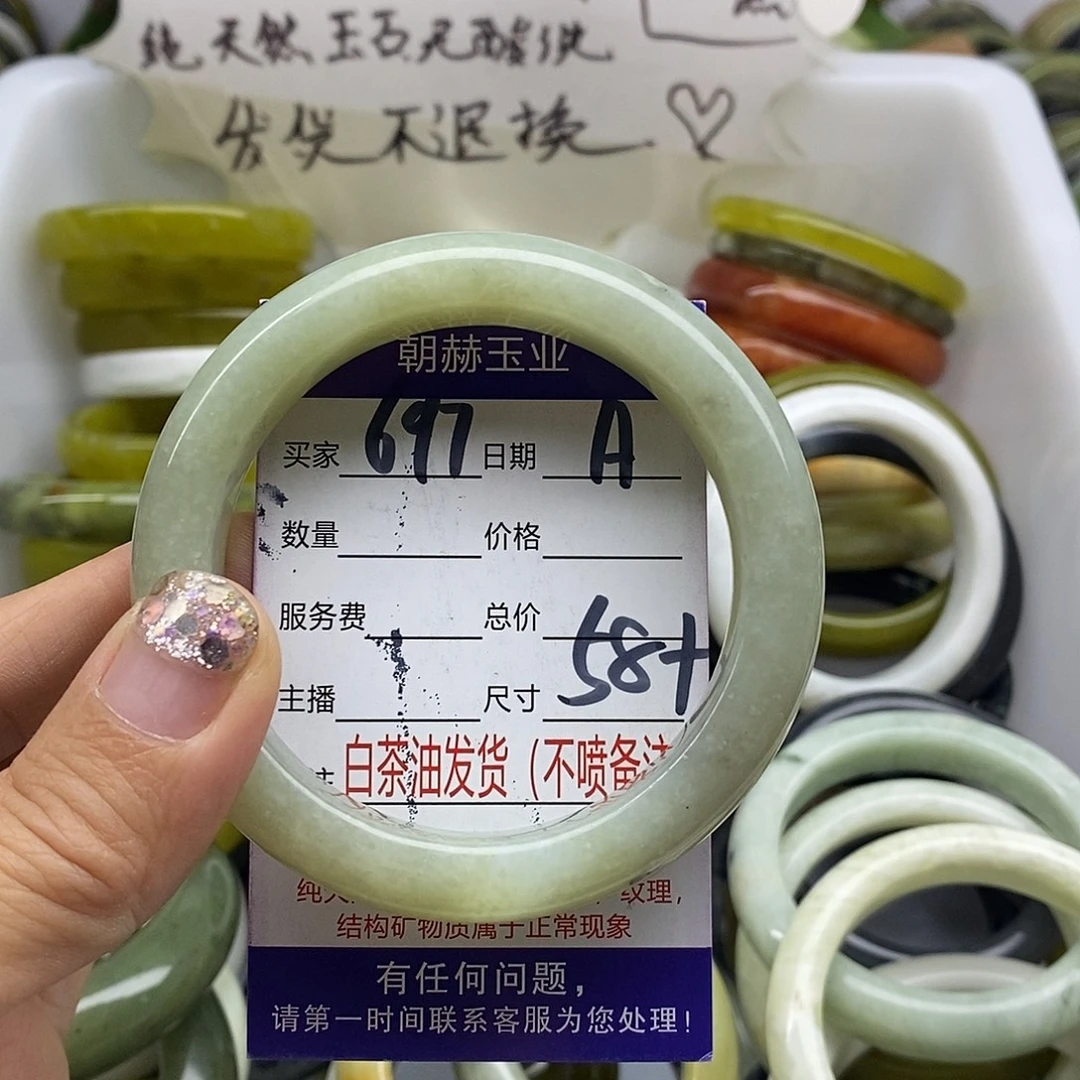 纯天然玉石无酸洗
发货不退换
朝赫玉业
买家 697 日期 A
数量 价格
服务费 总价
主播 尺寸 58+
白茶油发货（不喷备
纹理，
结构矿物质属于正常现象
有任何问题，
请第一时间联系客服为您处理！